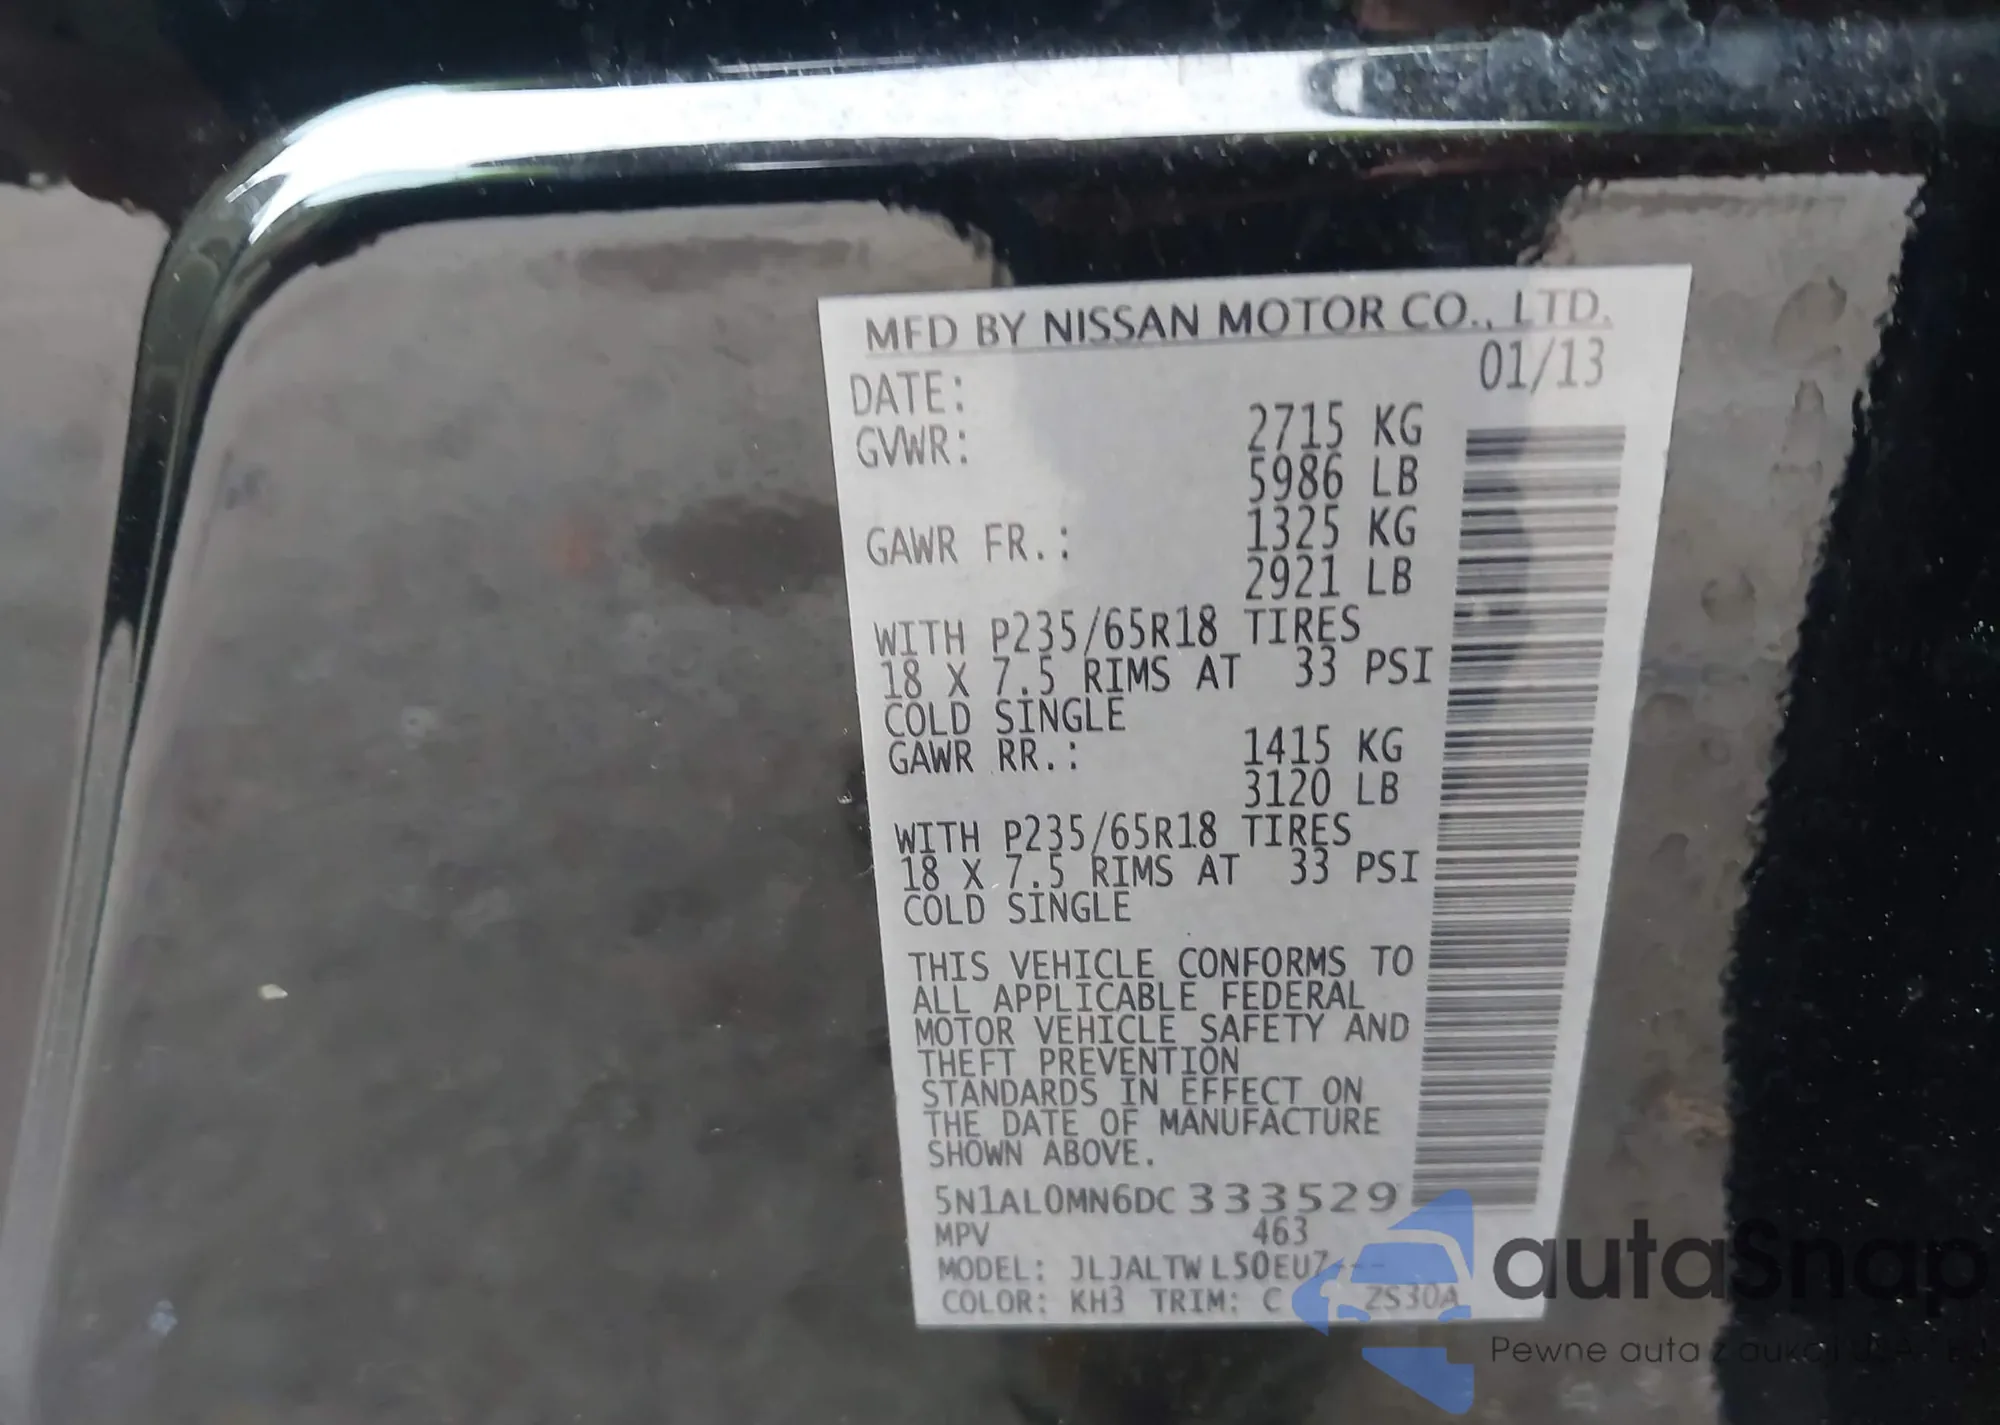 MFD BY NISSAN MOTOR CO., LTD.
DATE: 01/13
GVWR: 2715 KG
5986 LB
GAWR FR.: 1325 KG
2921 LB
WITH P235/65R18 TIRES
18 X 7.5 RIMS AT 33 PSI
COLD SINGLE
GAWR RR.: 1415 KG
3120 LB
WITH P235/65R18 TIRES
18 X 7.5 RIMS AT 33 PSI
COLD SINGLE
THIS VEHICLE CONFORMS TO
ALL APPLICABLE FEDERAL
MOTOR VEHICLE SAFETY AND
THEFT PREVENTION
STANDARDS IN EFFECT ON
THE DATE OF MANUFACTURE
SHOWN ABOVE.
5N1AL0MN6DC333529
MPV 463
MODEL: JLJALTWL50EU7---
COLOR: KH3 TRIM: C ZS30A
autaSnap
Pewne auta z aukcji